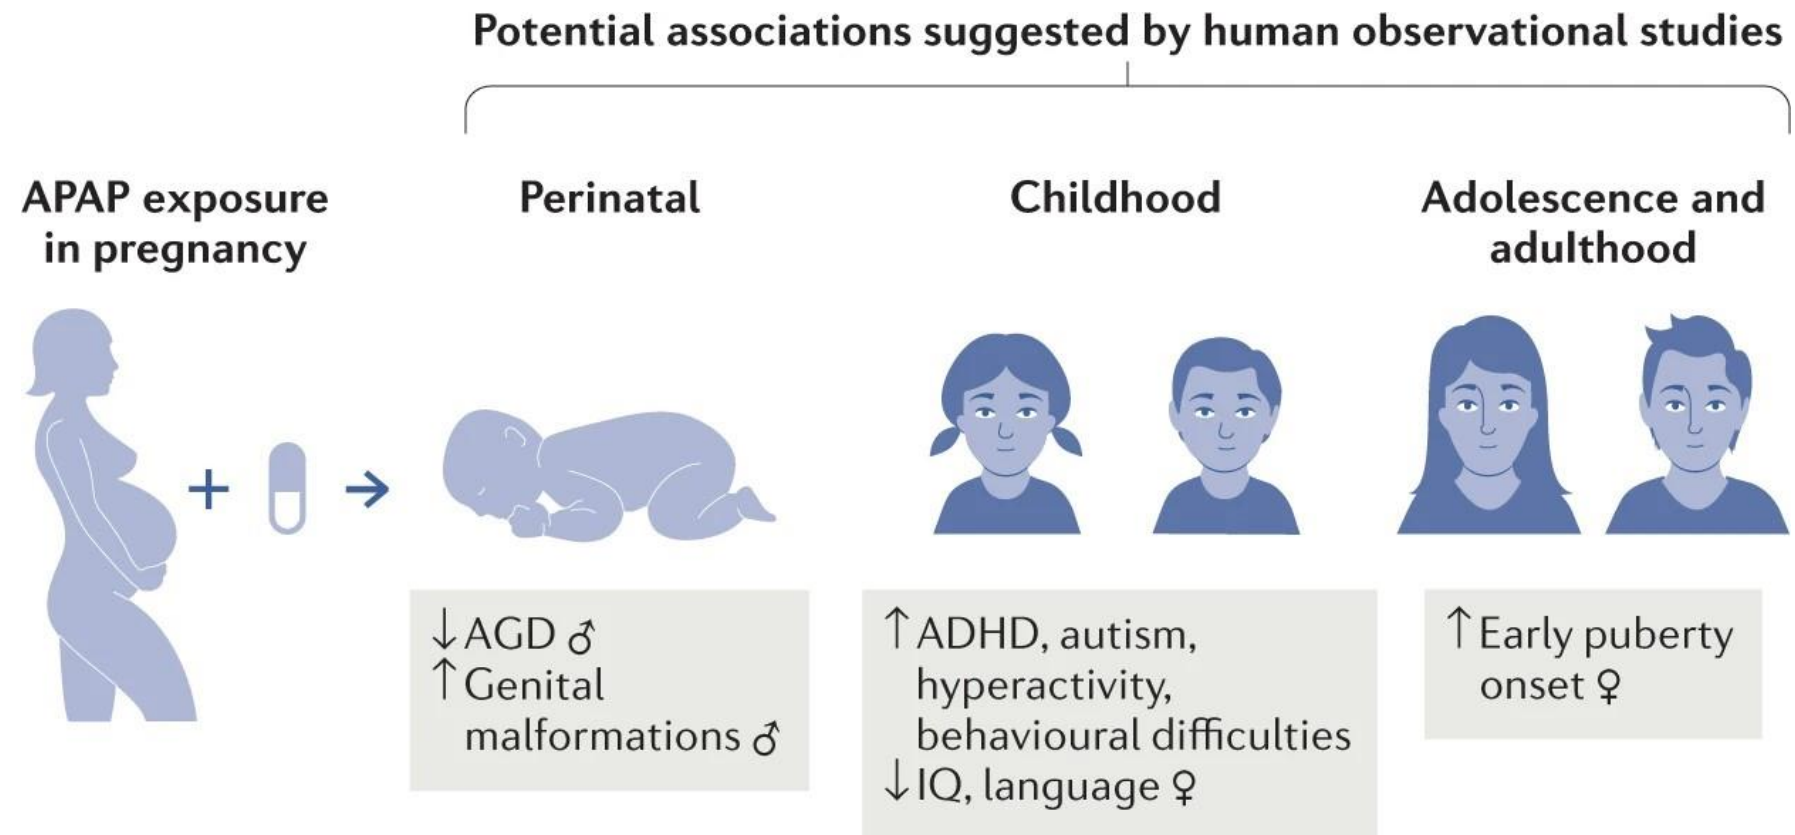 Potential associations suggested by human observational studies
APAP exposure
in pregnancy
Perinatal
Childhood
Adolescence and
adulthood
+
→
↓ AGD ♂
↑ Genital
malformations ♂
↑ ADHD, autism,
hyperactivity,
behavioural difficulties
↓ IQ, language ♀
↑ Early puberty
onset ♀